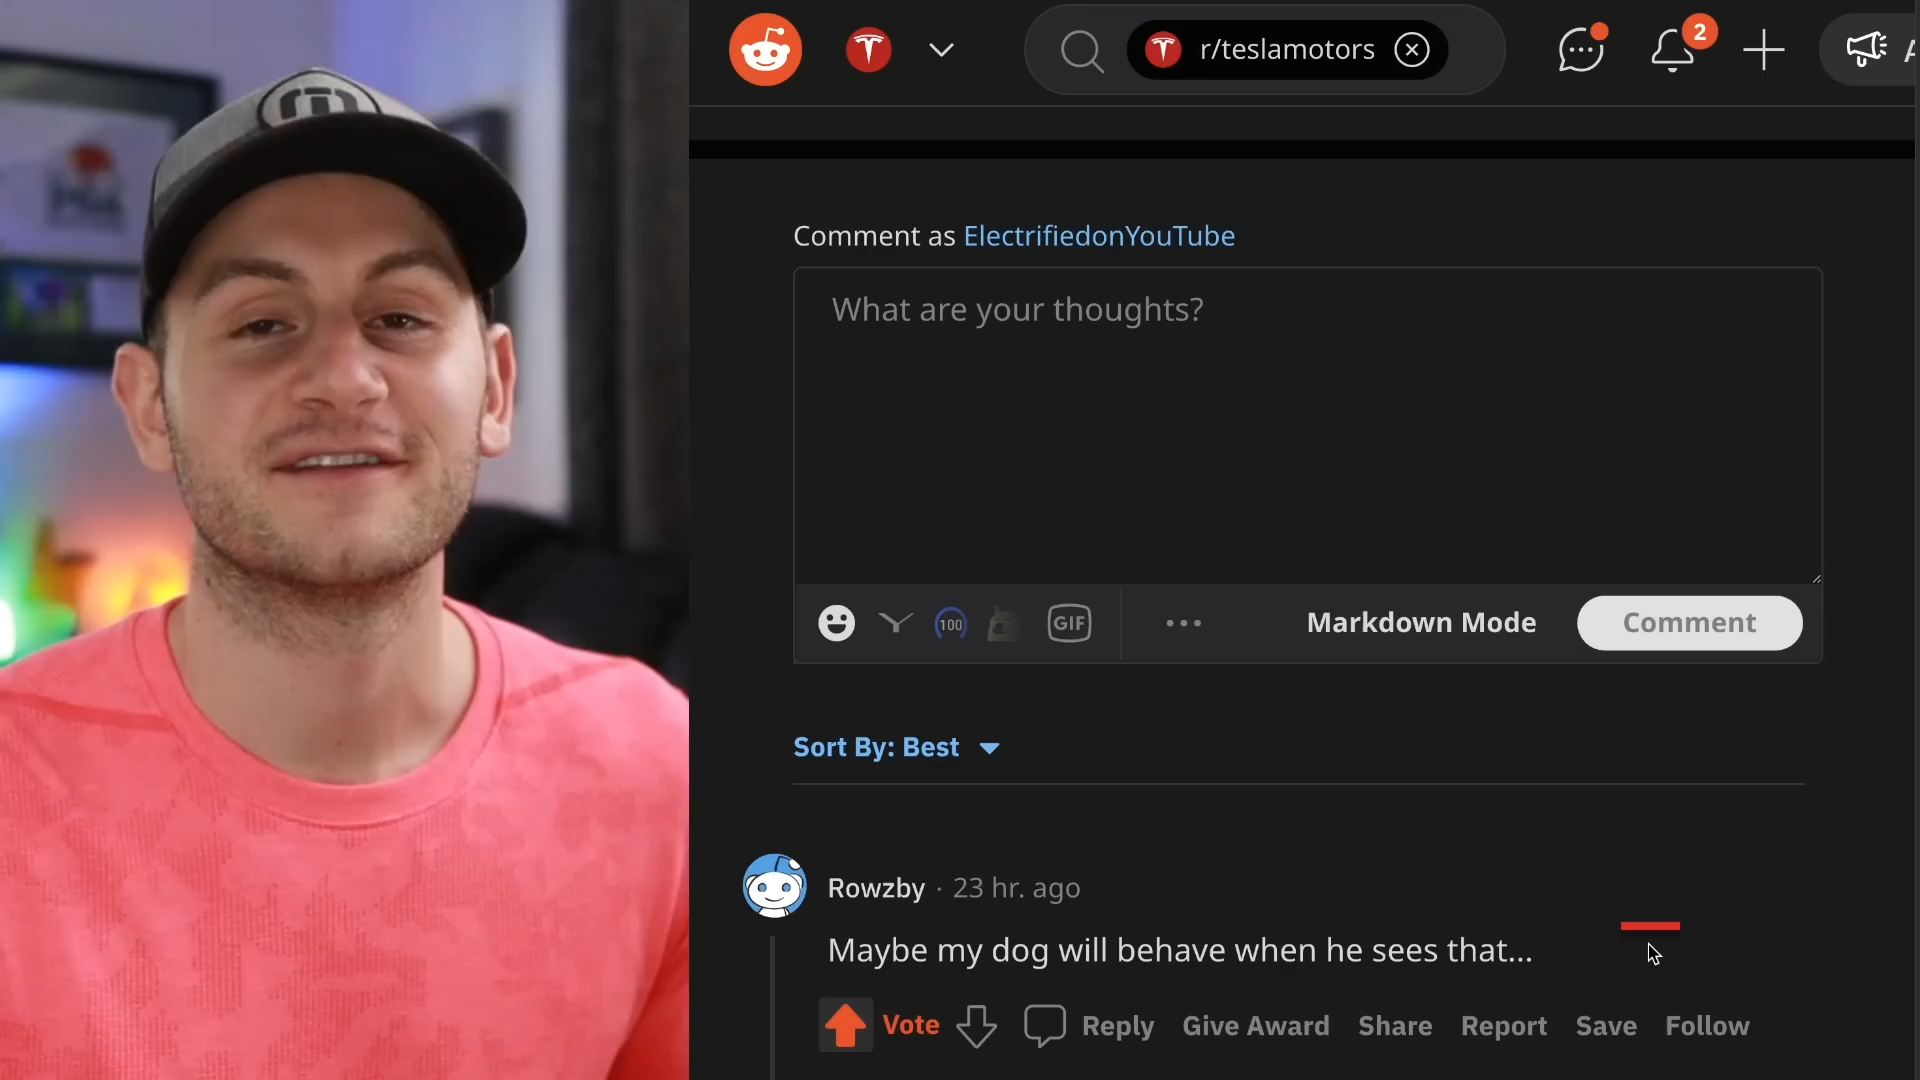 r/teslamotors
2
A
Comment as ElectrifiedonYouTube
What are your thoughts?
100
GIF
Markdown Mode
Comment
Sort By: Best
Rowzby · 23 hr. ago
Maybe my dog will behave when he sees that...
Vote
Reply
Give Award
Share
Report
Save
Follow